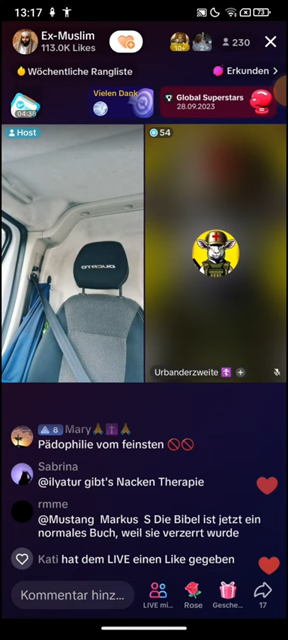 13:17
73
Ex-Muslim
113.0K Likes
230
Wöchentliche Rangliste
Erkunden >
04:38
Vielen Dank
Global Superstars
28.09.2023
Host
54
DUCATO
Urbanderzweite ✝️ +
8 Mary🙏✝️🙏
Pädophilie vom feinsten 🚫🚫
Sabrina
@ilyatur gibt's Nacken Therapie
rmme
@Mustang Markus S Die Bibel ist jetzt ein
normales Buch, weil sie verzerrt wurde
Kati hat dem LIVE einen Like gegeben
Kommentar hinz...
LIVE mi...
Rose
Gesche...
17